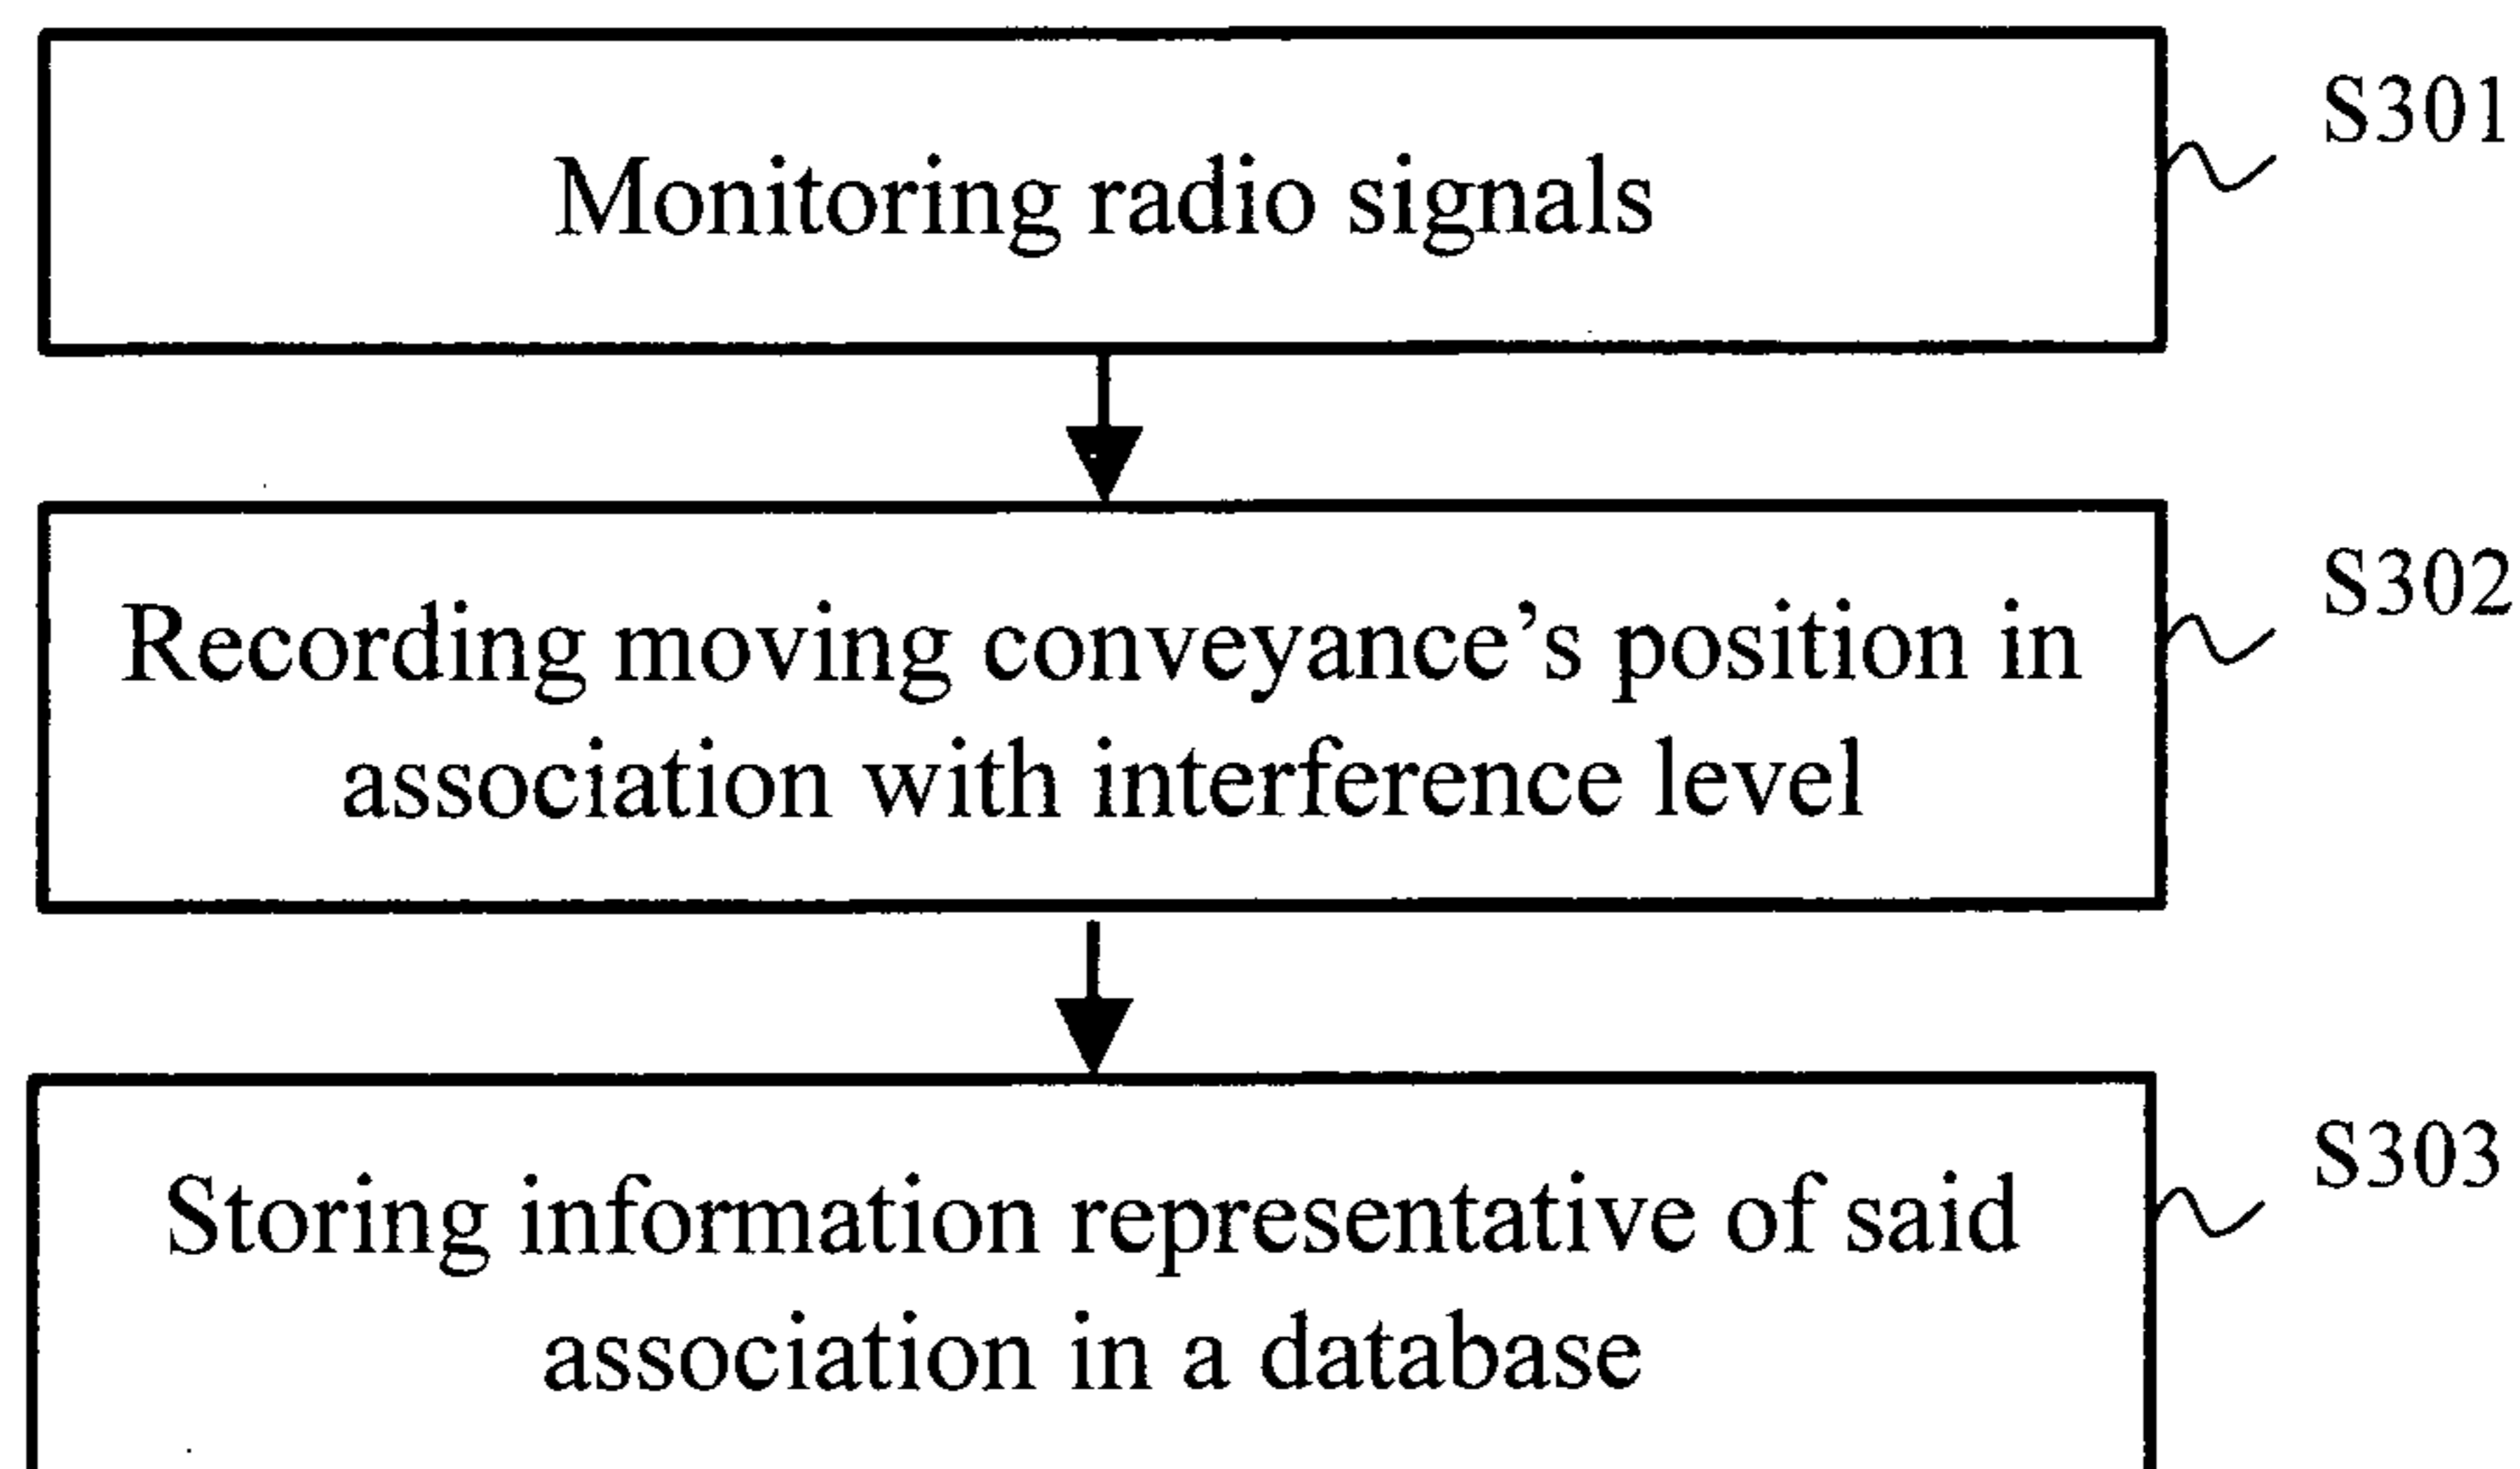 S301
Monitoring radio signals
S302
Recording moving conveyance’s position in
association with interference level
S303
Storing information representative of said
association in a database